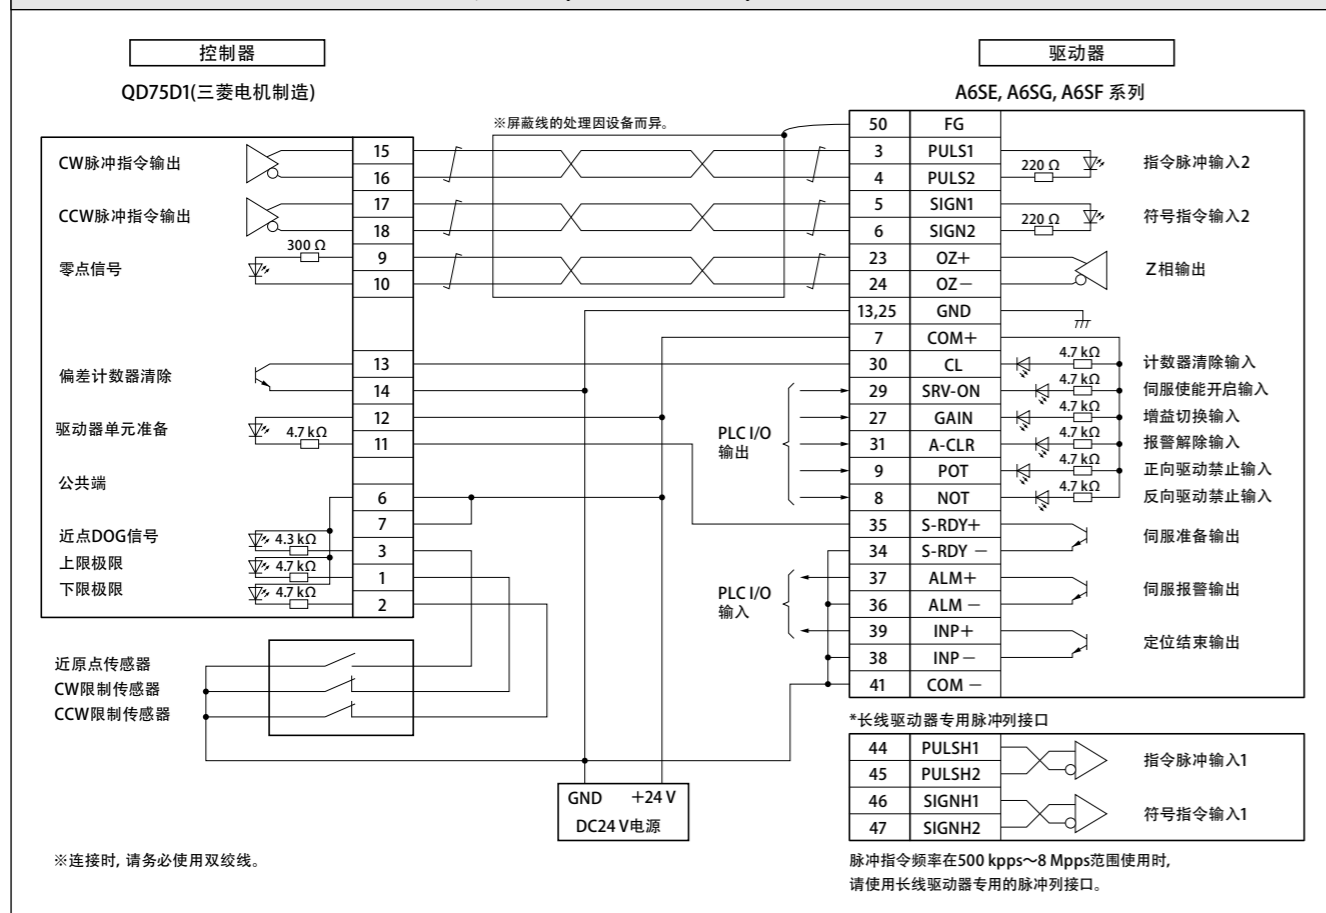 控制器
QD75D1(三菱电机制造)
驱动器
A6SE, A6SG, A6SF 系列
※屏蔽线的处理因设备而异。
CW脉冲指令输出
15
16
CCW脉冲指令输出
17
18
零点信号
300 Ω
9
10
偏差计数器清除
13
14
驱动器单元准备
4.7 kΩ
12
11
公共端
6
7
近点DOG信号
4.3 kΩ
3
上限极限
4.7 kΩ
1
下限极限
4.7 kΩ
2
近原点传感器
CW限制传感器
CCW限制传感器
PLC I/O
输出
PLC I/O
输入
GND +24 V
DC24 V电源
50 FG
3 PULS1
4 PULS2
220 Ω
指令脉冲输入2
5 SIGN1
6 SIGN2
220 Ω
符号指令输入2
23 OZ+
24 OZ−
Z相输出
13,25 GND
7 COM+
30 CL 4.7 kΩ 计数器清除输入
29 SRV-ON 4.7 kΩ 伺服使能开启输入
27 GAIN 4.7 kΩ 增益切换输入
31 A-CLR 4.7 kΩ 报警解除输入
9 POT 4.7 kΩ 正向驱动禁止输入
8 NOT 4.7 kΩ 反向驱动禁止输入
35 S-RDY+
34 S-RDY −
伺服准备输出
37 ALM+
36 ALM −
伺服报警输出
39 INP+
38 INP −
定位结束输出
41 COM −
*长线驱动器专用脉冲列接口
44 PULSH1
45 PULSH2
指令脉冲输入1
46 SIGNH1
47 SIGNH2
符号指令输入1
※连接时, 请务必使用双绞线。
脉冲指令频率在500 kpps～8 Mpps范围使用时,
请使用长线驱动器专用的脉冲列接口。